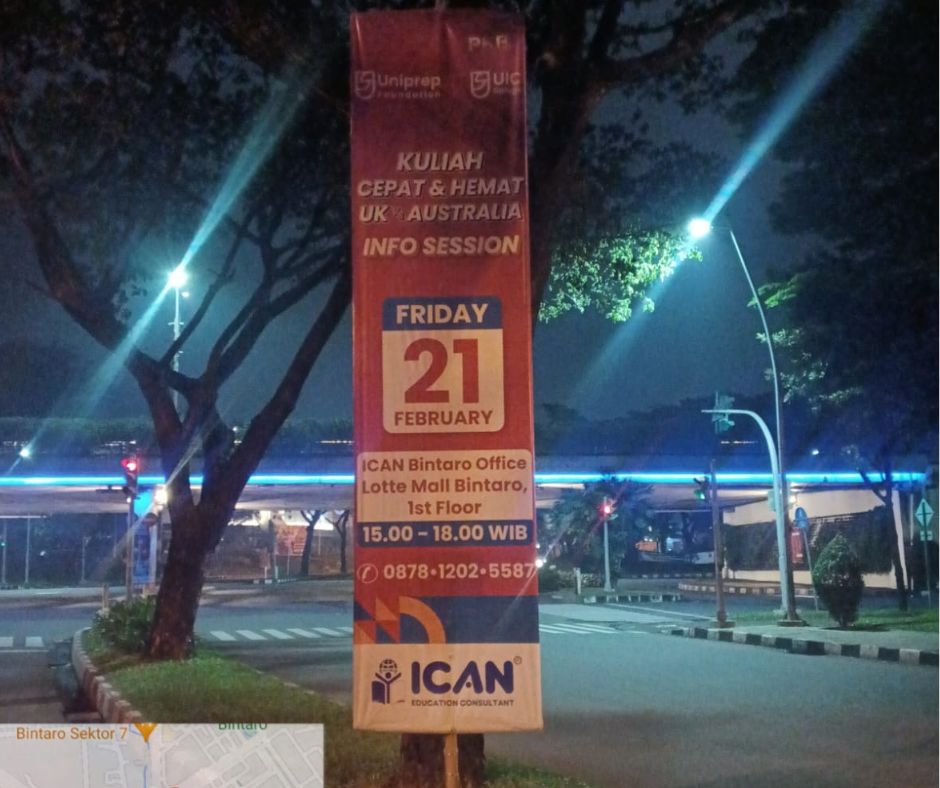 Uniprep
Foundation
UIC
KULIAH
CEPAT & HEMAT
UK AUSTRALIA
INFO SESSION
FRIDAY
21
FEBRUARY
ICAN Bintaro Office
Lotte Mall Bintaro,
1st Floor
15.00 – 18.00 WIB
0878•1202•5587
ICAN®
EDUCATION CONSULTANT
Bintaro
Bintaro Sektor 7